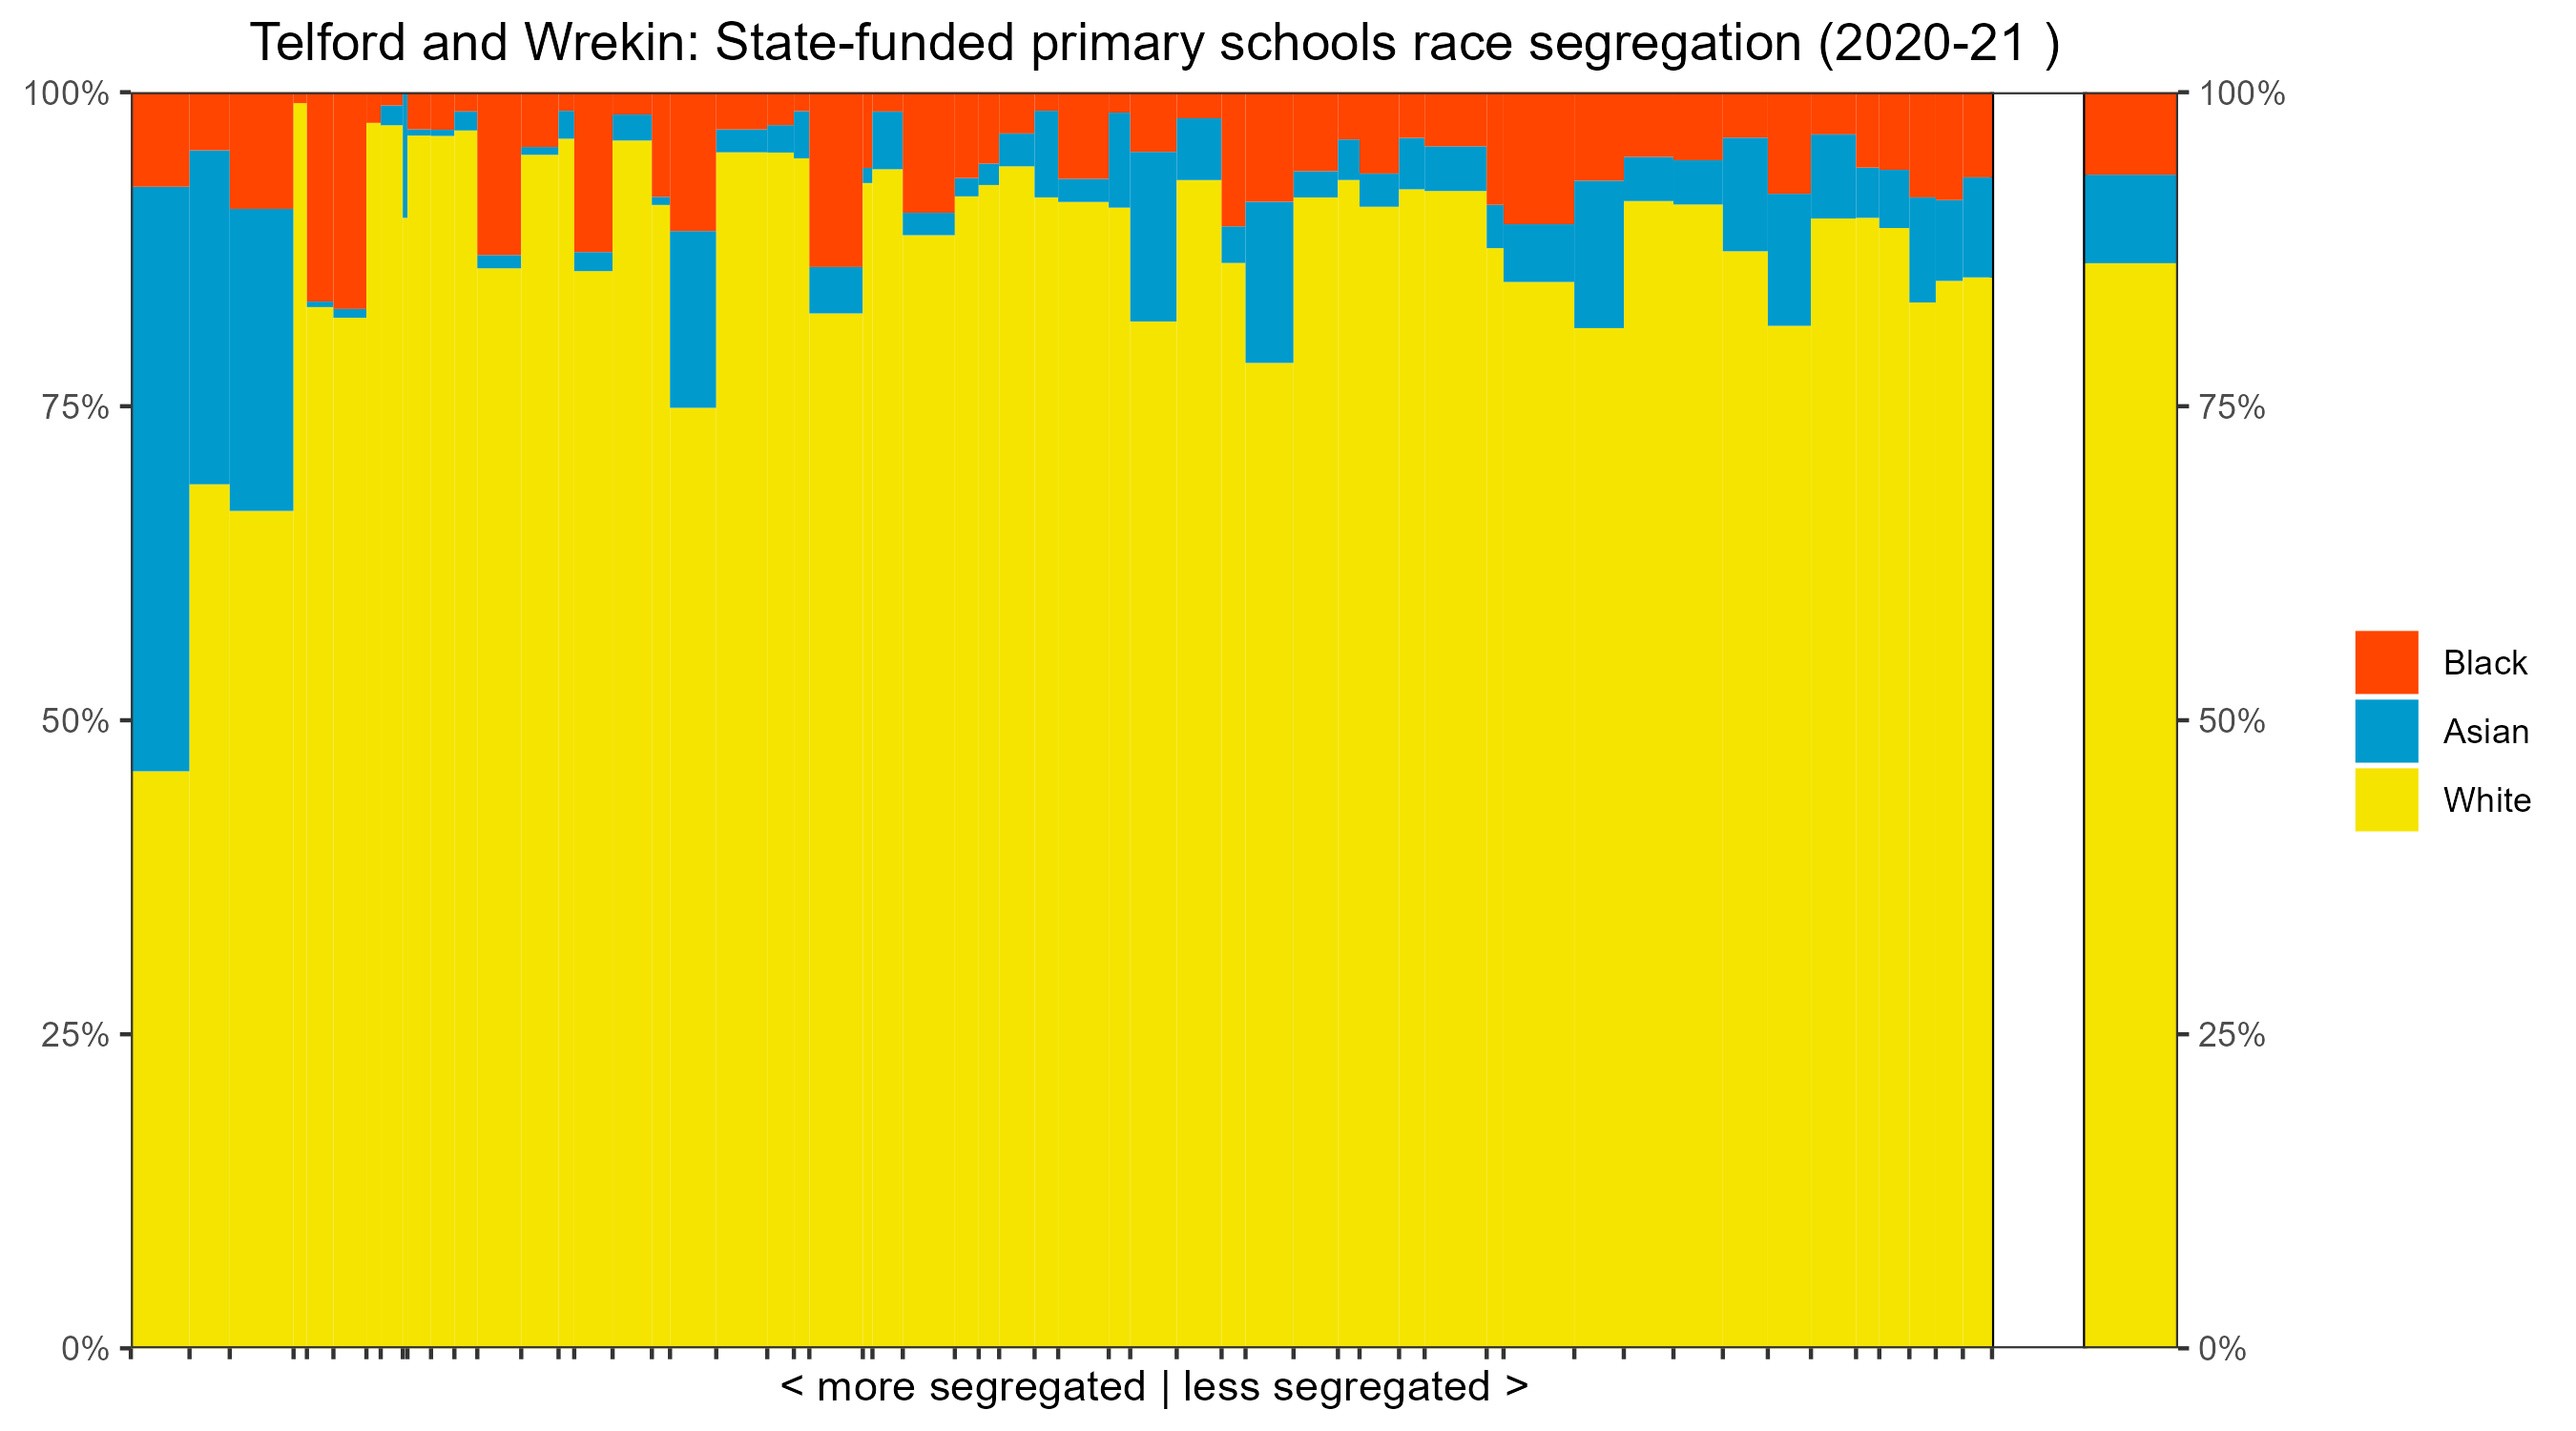 Telford and Wrekin: State-funded primary schools race segregation (2020-21 )
100%
75%
50%
25%
0%
100%
75%
50%
25%
0%
Black
Asian
White
< more segregated | less segregated >